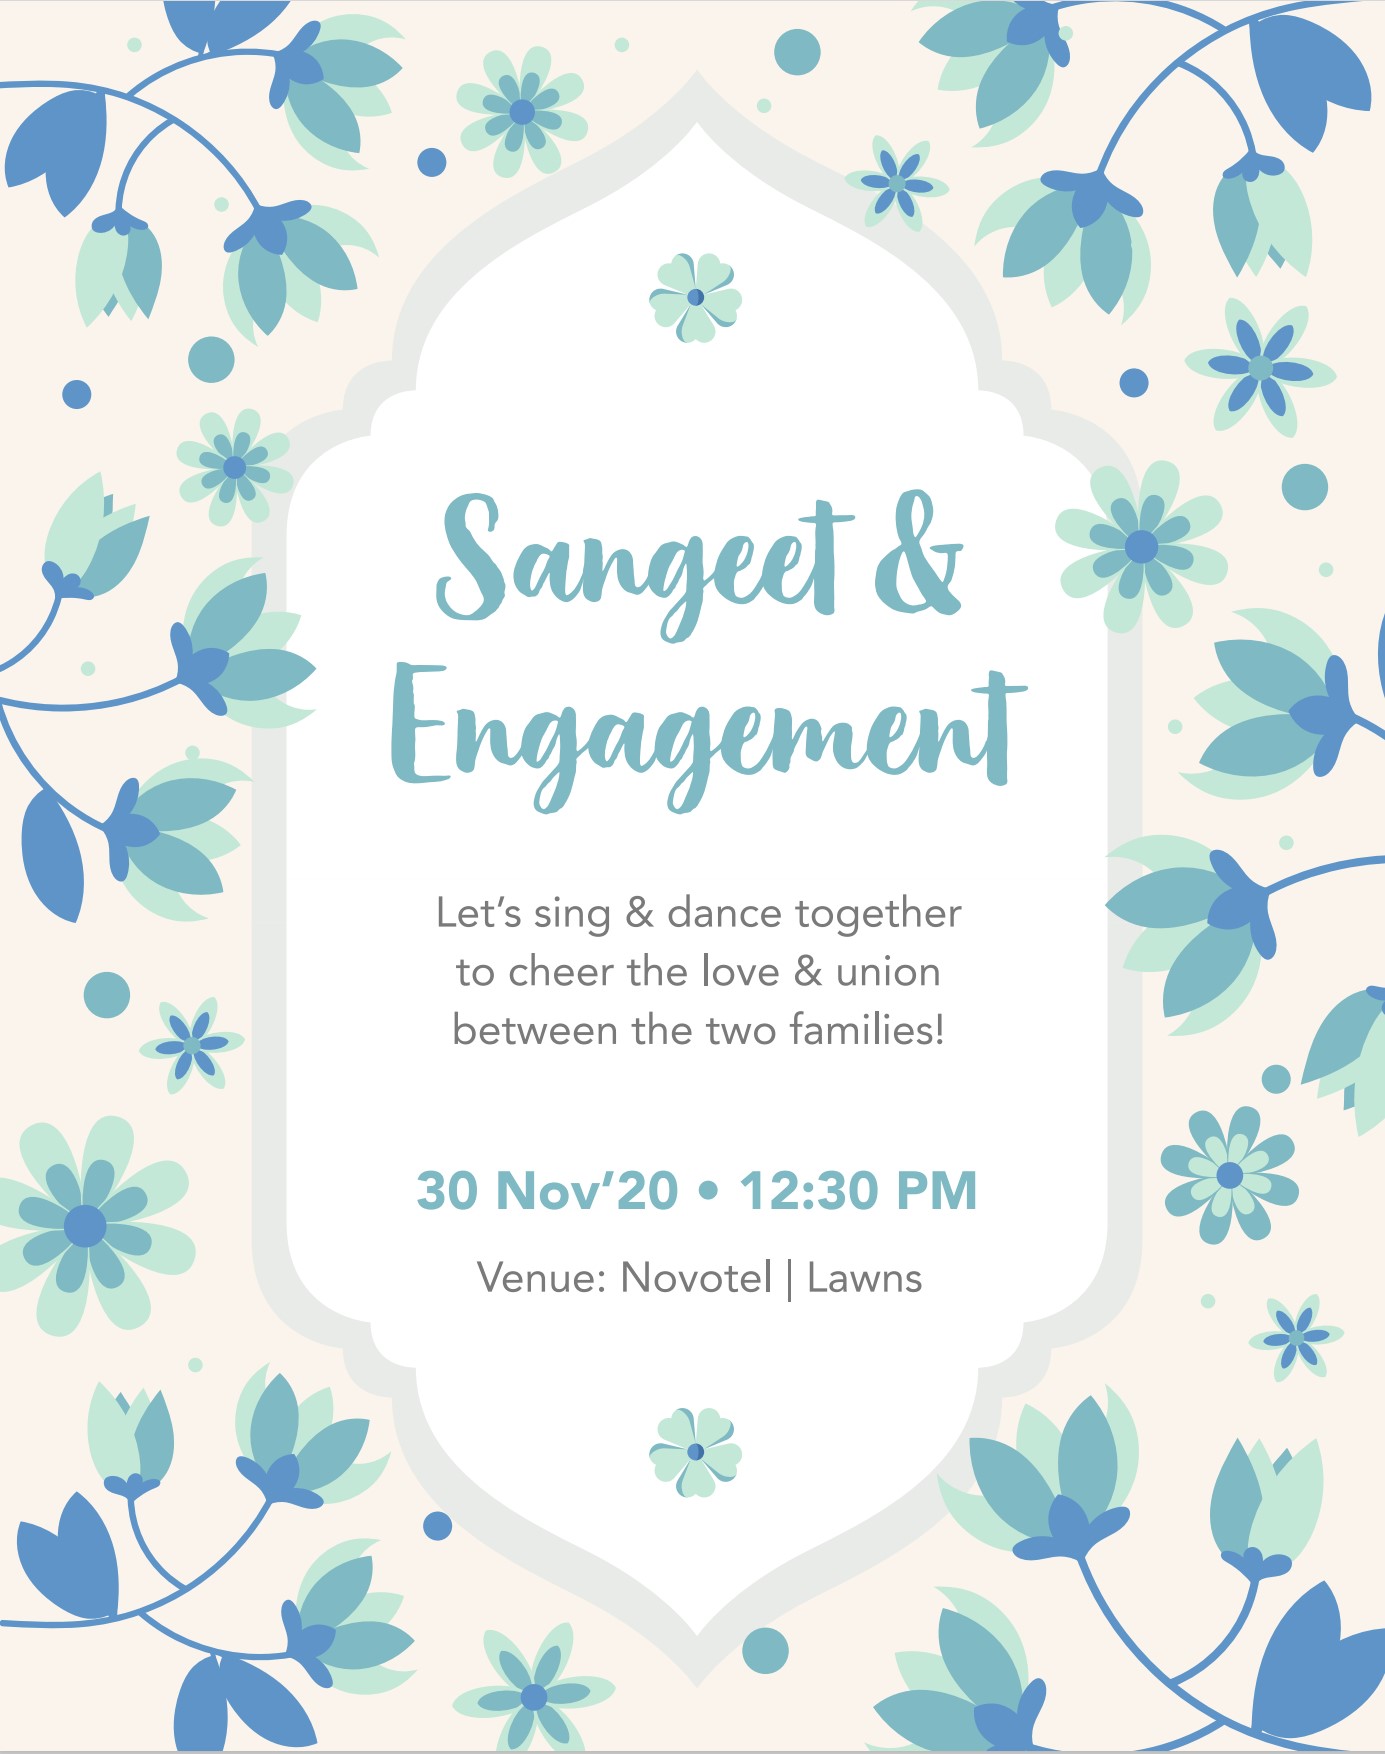 Sangeet &
Engagement
Let’s sing & dance together
to cheer the love & union
between the two families!
30 Nov’20 • 12:30 PM
Venue: Novotel | Lawns